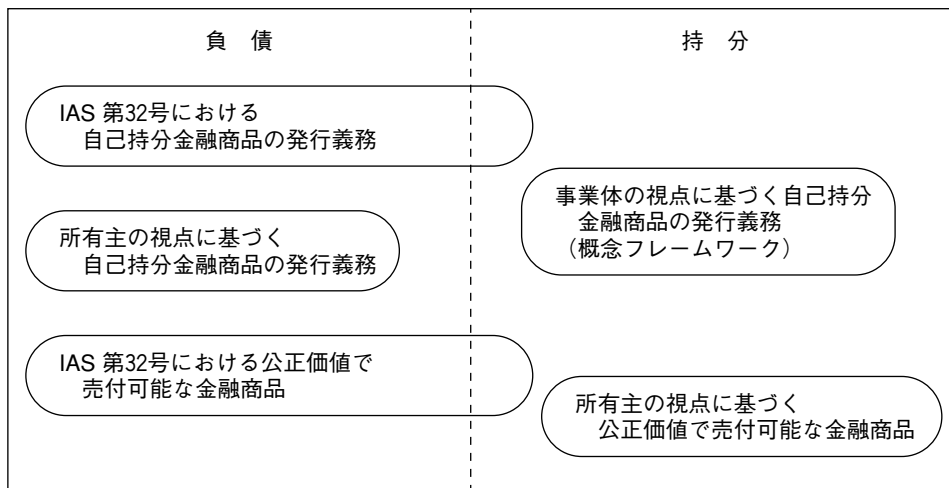 負　債
持　分
IAS 第32号における
自己持分金融商品の発行義務
事業体の視点に基づく自己持分
金融商品の発行義務
（概念フレームワーク）
所有主の視点に基づく
自己持分金融商品の発行義務
IAS 第32号における公正価値で
売付可能な金融商品
所有主の視点に基づく
公正価値で売付可能な金融商品